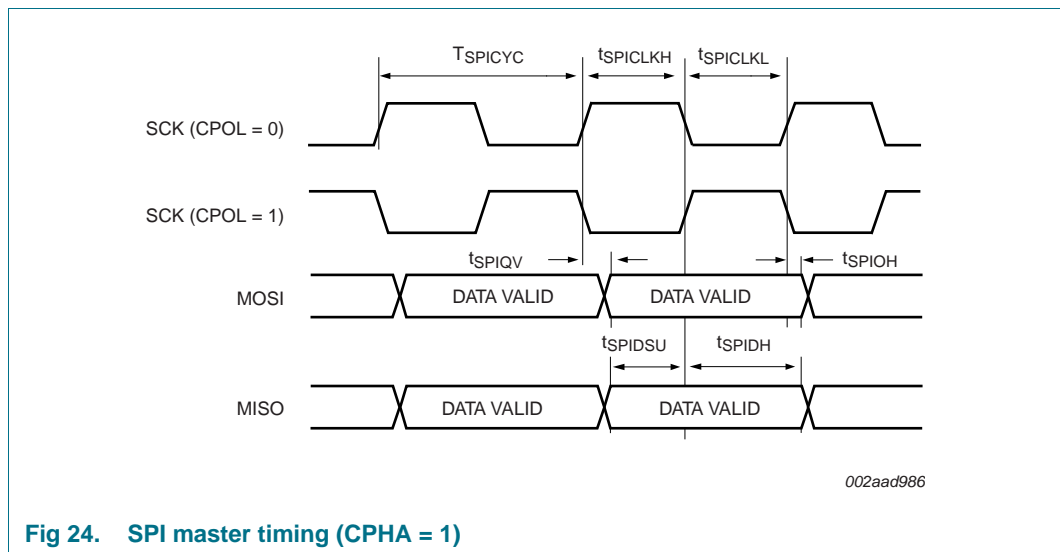 TSPICYC tSPICLKH tSPICLKL
SCK (CPOL = 0)
SCK (CPOL = 1)
tSPIQV tSPIOH
MOSI DATA VALID DATA VALID
tSPIDSU tSPIDH
MISO DATA VALID DATA VALID
002aad986
Fig 24. SPI master timing (CPHA = 1)